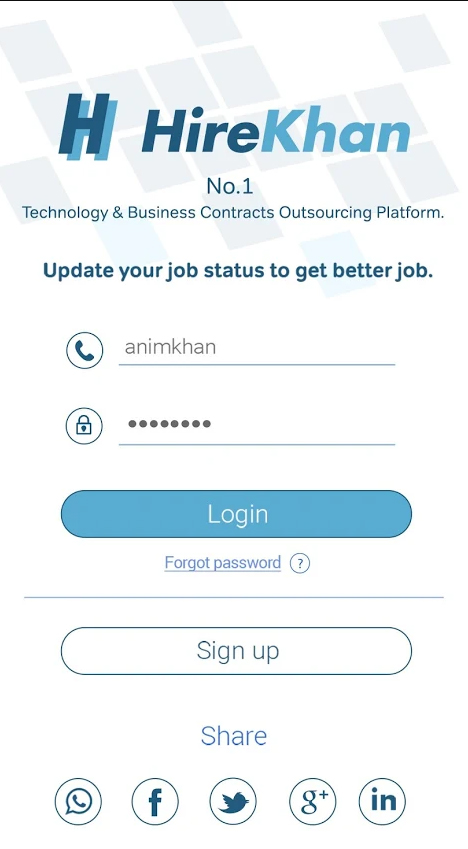 HireKhan
No.1
Technology & Business Contracts Outsourcing Platform.
Update your job status to get better job.
animkhan
••••••••
Login
Forgot password ?
Sign up
Share
g+
in